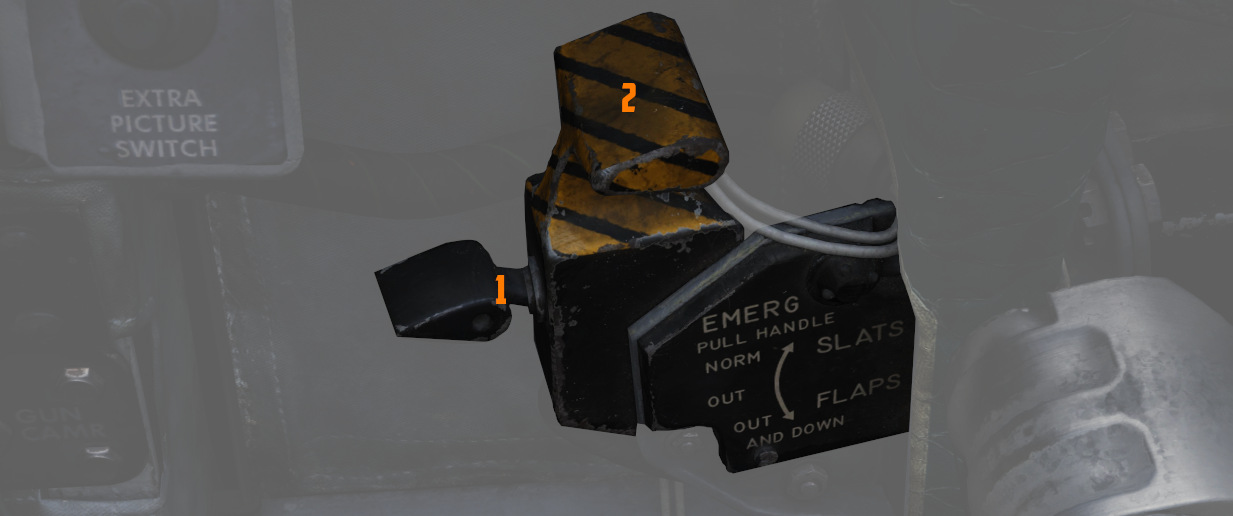 EXTRA
PICTURE
SWITCH
2
1
EMERG
PULL HANDLE
NORM
SLATS
OUT
FLAPS
OUT
AND DOWN
GUN
CAMR